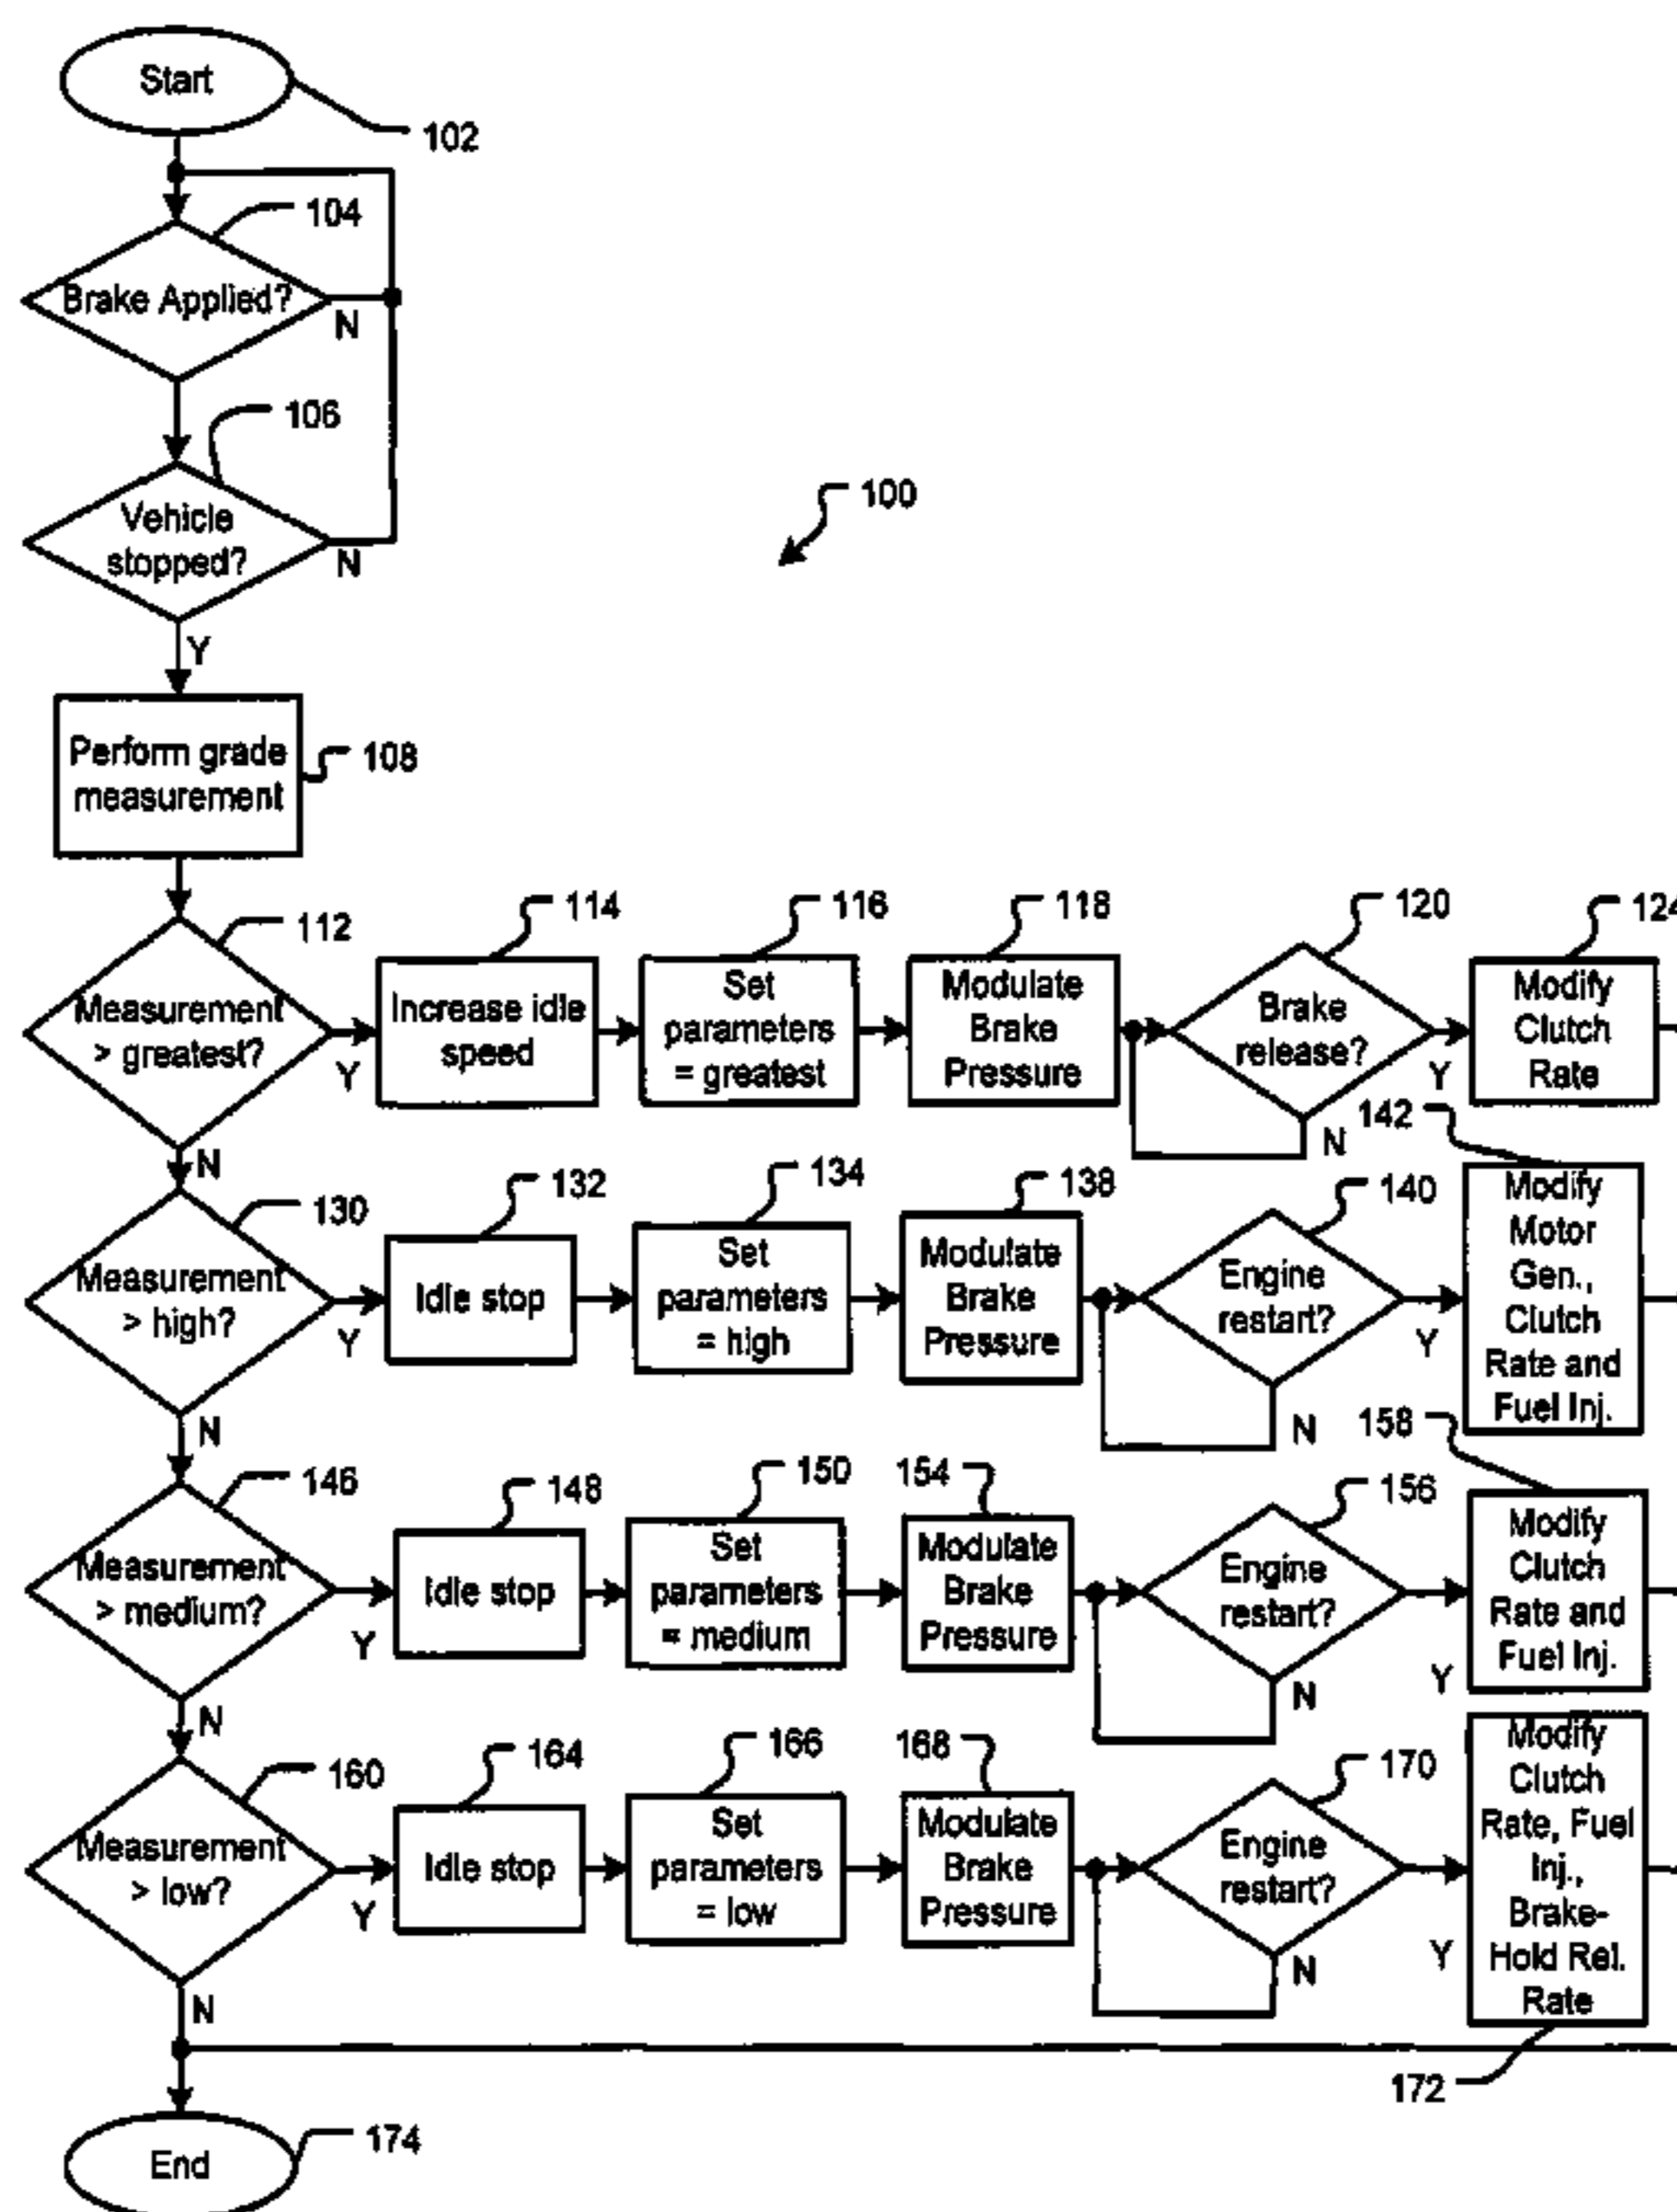 Start
102
104
Brake Applied?
N
106
Vehicle
stopped?
N
100
Y
Perform grade
measurement
108
112
Measurement
> greatest?
Y
114
Increase idle
speed
116
Set
parameters
= greatest
118
Modulate
Brake
Pressure
120
Brake
release?
Y
N
124
Modify
Clutch
Rate
N
130
Measurement
> high?
Y
132
Idle stop
134
Set
parameters
= high
138
Modulate
Brake
Pressure
140
Engine
restart?
Y
N
142
Modify
Motor
Gen.,
Clutch
Rate and
Fuel Inj.
N
146
Measurement
> medium?
Y
148
Idle stop
150
Set
parameters
= medium
154
Modulate
Brake
Pressure
156
Engine
restart?
Y
N
158
Modify
Clutch
Rate and
Fuel Inj.
N
160
Measurement
> low?
Y
164
Idle stop
166
Set
parameters
= low
168
Modulate
Brake
Pressure
170
Engine
restart?
Y
N
Modify
Clutch
Rate, Fuel
Inj.,
Brake-
Hold Rel.
Rate
172
N
End
174